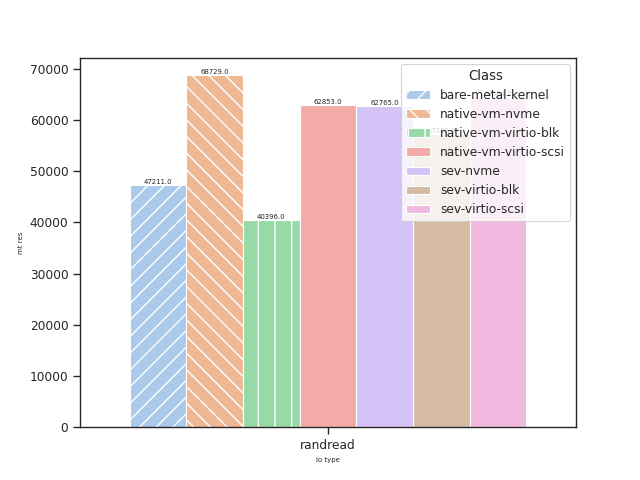 Class
bare-metal-kernel
native-vm-nvme
native-vm-virtio-blk
native-vm-virtio-scsi
sev-nvme
sev-virtio-blk
sev-virtio-scsi
47211.0
68729.0
40396.0
62853.0
62765.0
70000
60000
50000
40000
30000
20000
10000
0
mt res
randread
io type